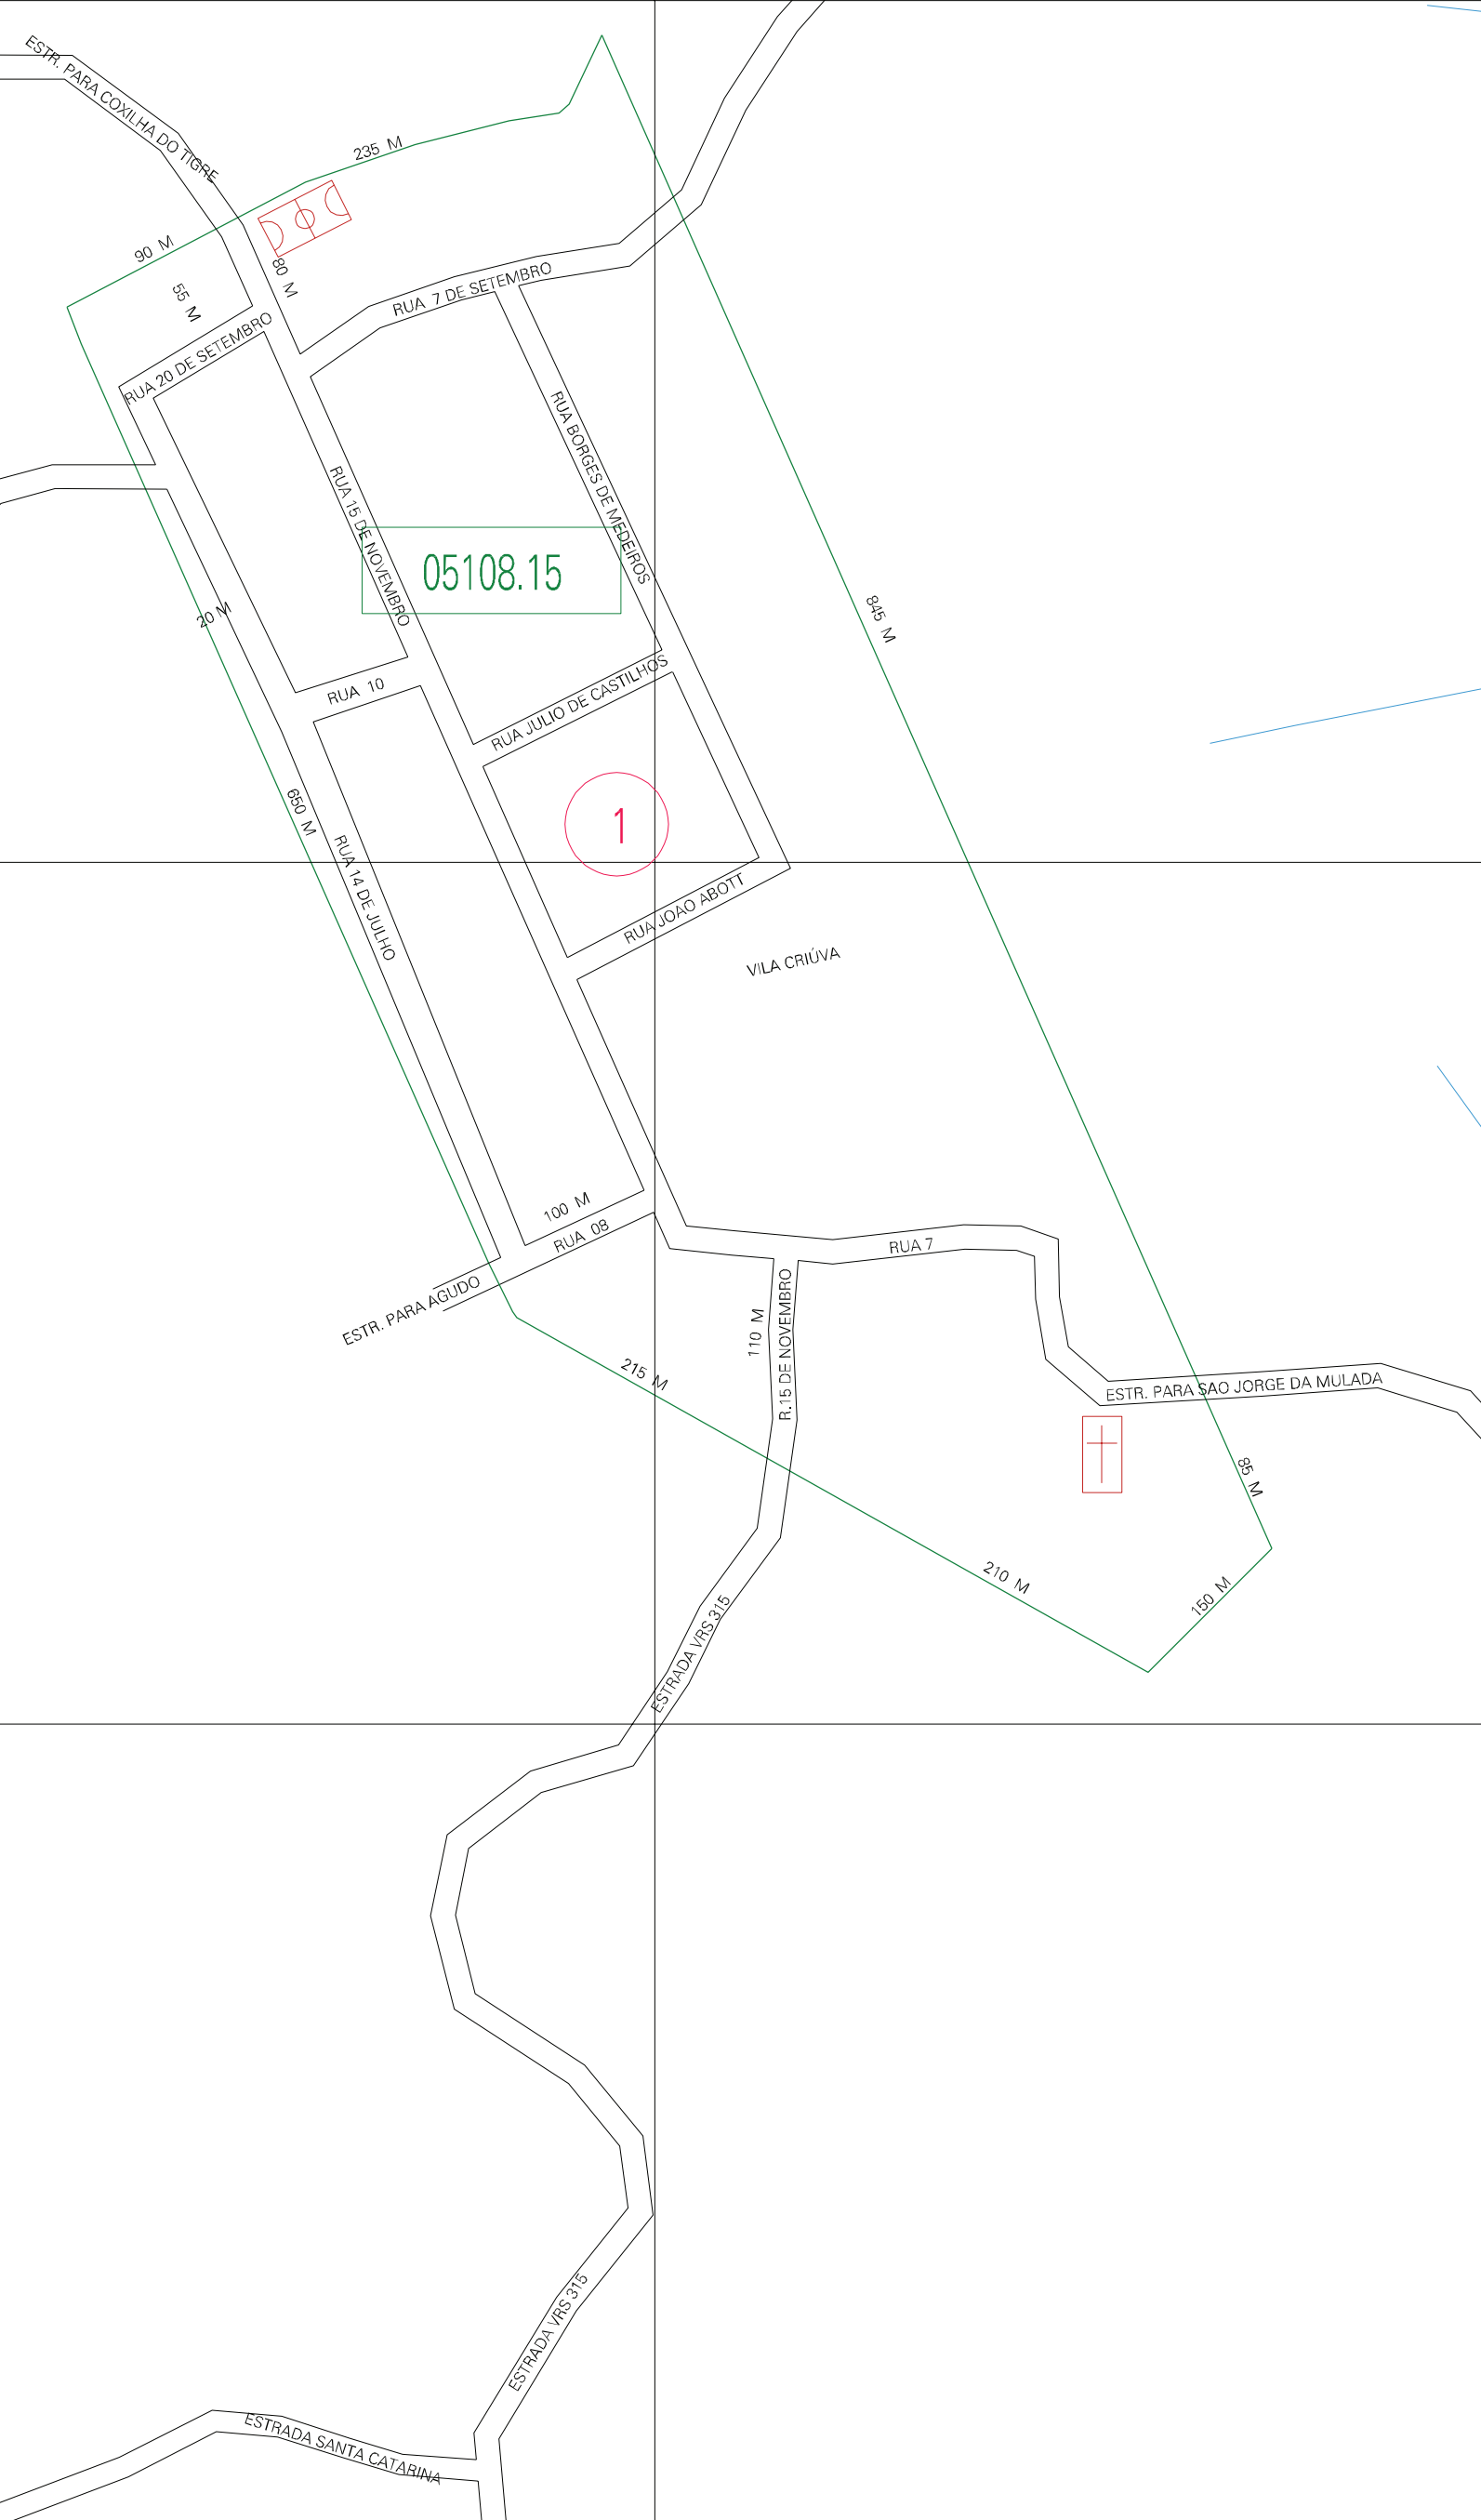 ESTR. PARA COXILHA DO TIGRE
235 M
90 M
80 M
55 M
RUA 7 DE SETEMBRO
RUA 20 DE SETEMBRO
RUA BORGES DE MEDEIROS
RUA 15 DE NOVEMBRO
05108.15
20 M
845 M
RUA 10
RUA JULIO DE CASTILHOS
650 M
1
RUA 14 DE JULHO
RUA JOAO ABOTT
VILA CRIÚVA
100 M
RUA 08
RUA 7
ESTR. PARA AGUDO
110 M
R.15 DE NOVEMBRO
215 M
ESTR. PARA SAO JORGE DA MULADA
85 M
210 M
150 M
ESTRADA VRS 315
ESTRADA VRS 315
ESTRADA SANTA CATARINA